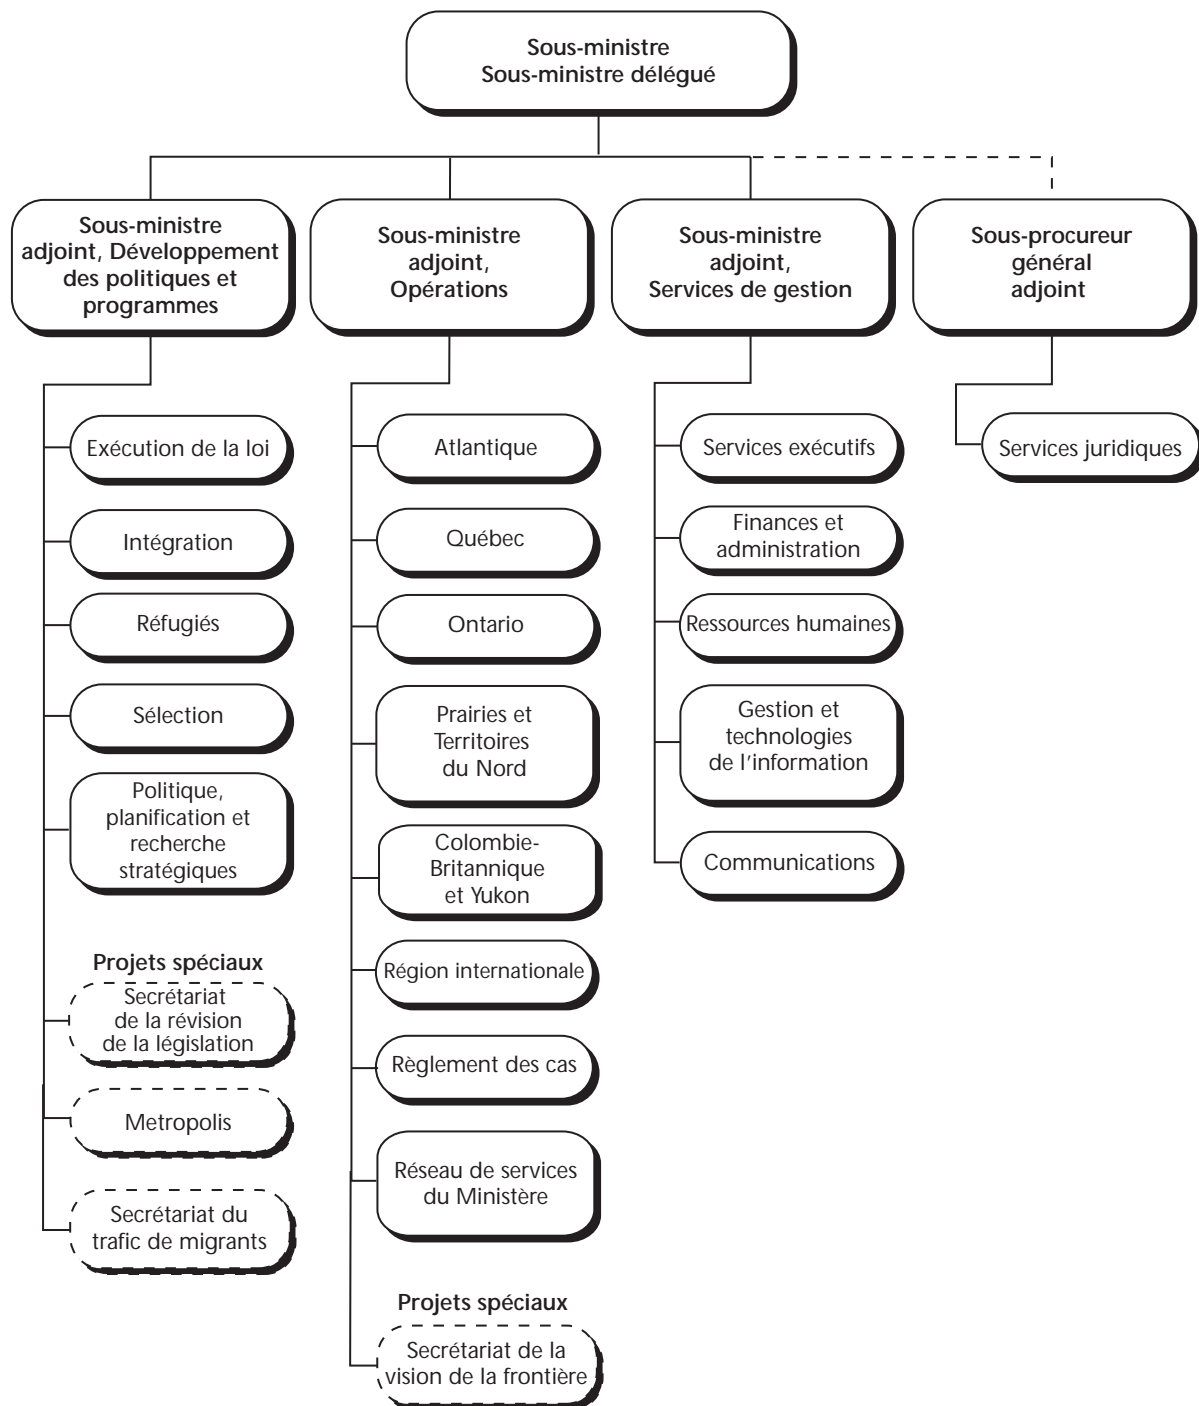 Sous-ministre
Sous-ministre délégué
Sous-ministre
adjoint, Développement
des politiques et
programmes
Exécution de la loi
Intégration
Réfugiés
Sélection
Politique,
planification et
recherche
stratégiques
Projets spéciaux
Secrétariat
de la révision
de la législation
Metropolis
Secrétariat du
trafic de migrants
Sous-ministre
adjoint,
Opérations
Atlantique
Québec
Ontario
Prairies et
Territoires
du Nord
Colombie-
Britannique
et Yukon
Région internationale
Règlement des cas
Réseau de services
du Ministère
Projets spéciaux
Secrétariat de la
vision de la frontière
Sous-ministre
adjoint,
Services de gestion
Services exécutifs
Finances et
administration
Ressources humaines
Gestion et
technologies
de l'information
Communications
Sous-procureur
général
adjoint
Services juridiques